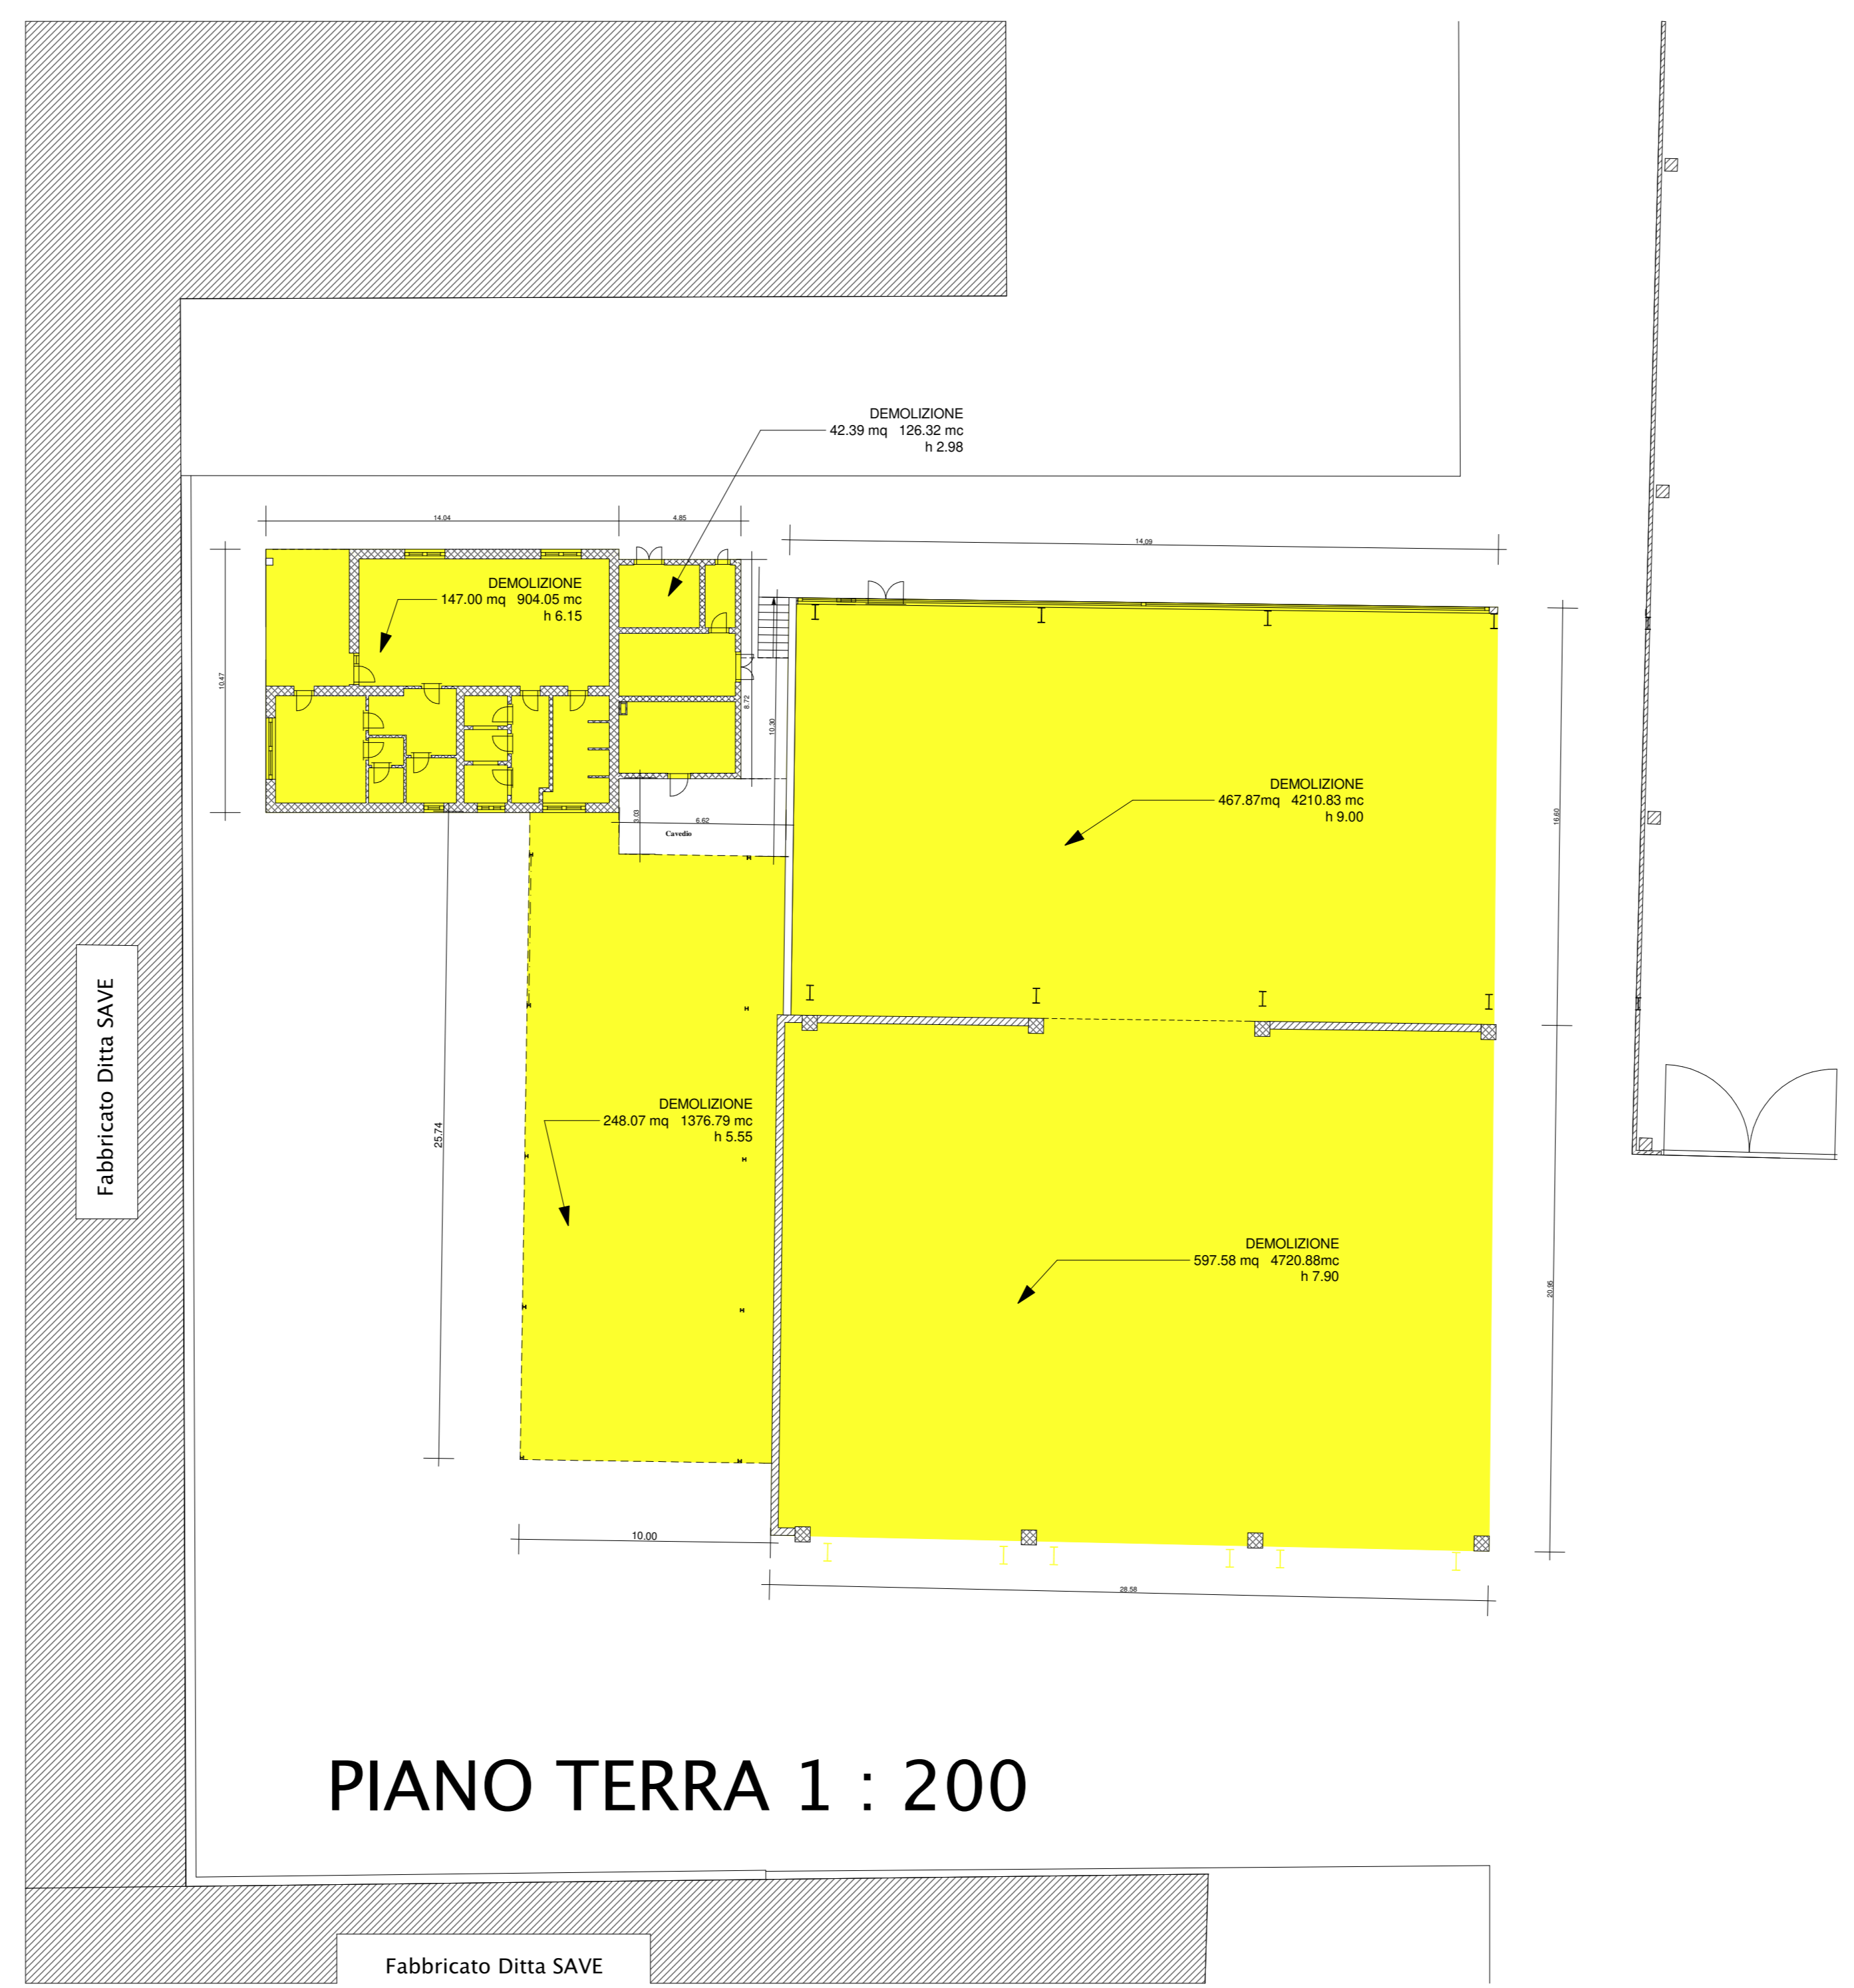 DEMOLIZIONE
42.39 mq 126.32 mc
h 2.98
14.04
4.85
14.09
DEMOLIZIONE
147.00 mq 904.05 mc
h 6.15
10.47
8.72
10.30
DEMOLIZIONE
467.87mq 4210.83 mc
h 9.00
16.60
3.03
6.62
Cavedio
Fabbricato Ditta SAVE
25.74
DEMOLIZIONE
248.07 mq 1376.79 mc
h 5.55
DEMOLIZIONE
597.58 mq 4720.88mc
h 7.90
20.95
10.00
28.58
PIANO TERRA 1 : 200
Fabbricato Ditta SAVE